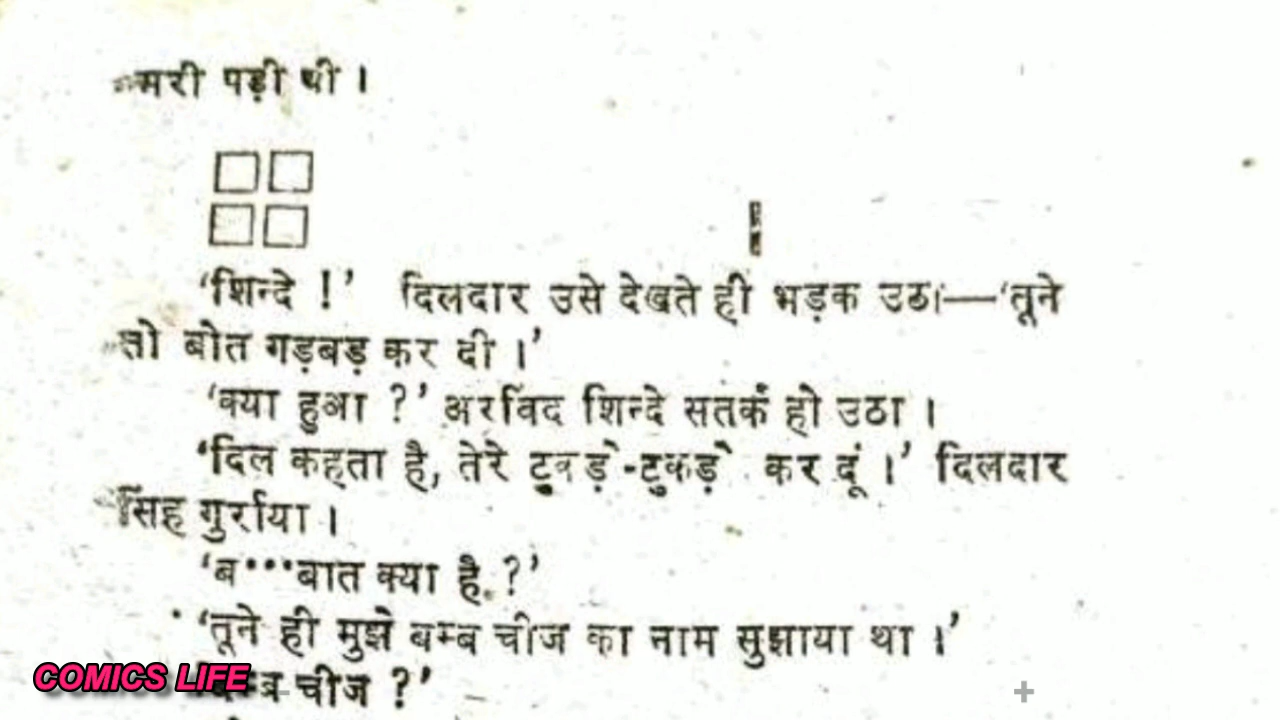 मरी पड़ी थी ।
‘शिन्दे !’ दिलदार उसे देखते ही भड़क उठा—‘तूने
तो बोत गड़बड़ कर दी ।’
‘क्या हुआ ?’ अरविंद शिन्दे सतर्क हो उठा ।
‘दिल कहता है, तेरे टुकड़े-टुकड़े कर दूं ।’ दिलदार
सिंह गुर्राया ।
‘ब•••बात क्या है ?’
‘तूने ही मुझे बम्ब चीज का नाम सुझाया था ।’
COMICS LIFE
बम्ब चीज ?’